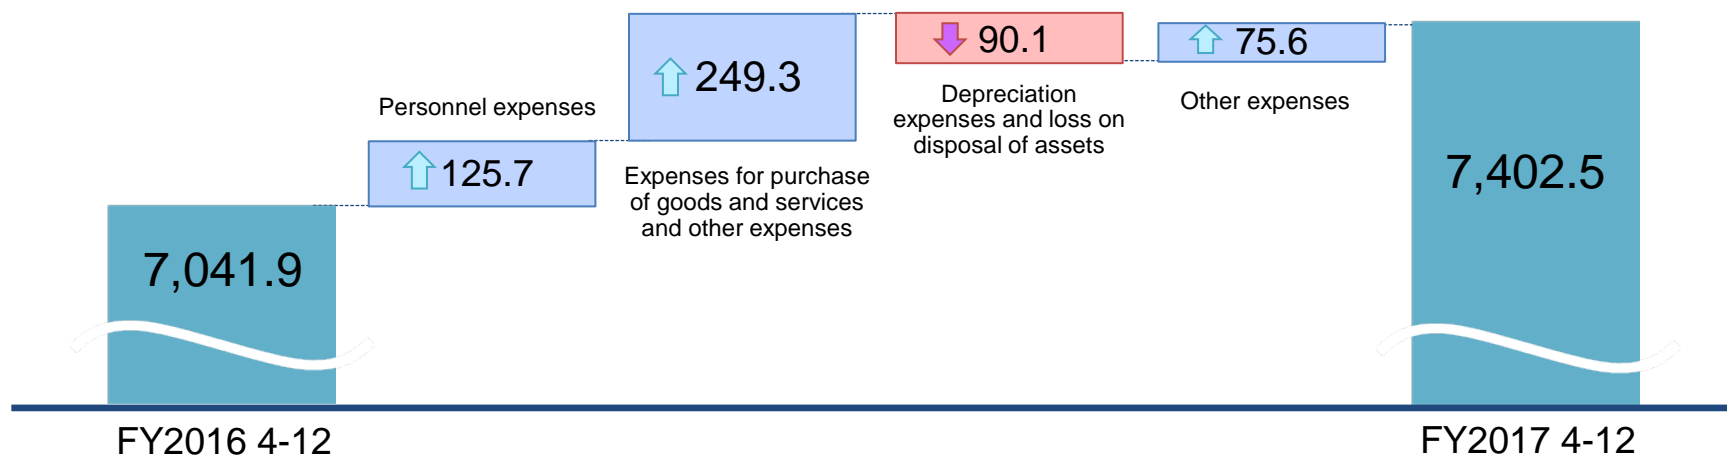 90.1
75.6
249.3
Personnel expenses
Depreciation
expenses and loss on
disposal of assets
Other expenses
125.7
Expenses for purchase
of goods and services
and other expenses
7,402.5
7,041.9
FY2016 4-12
FY2017 4-12